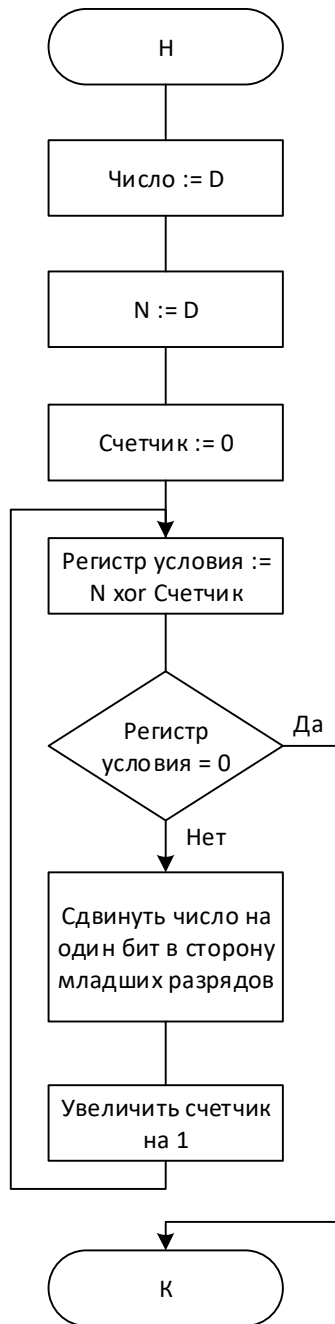 Н
Число := D
N := D
Счетчик := 0
Регистр условия :=
N xor Счетчик
Регистр
условия = 0
Да
Нет
Сдвинуть число на
один бит в сторону
младших разрядов
Увеличить счетчик
на 1
К